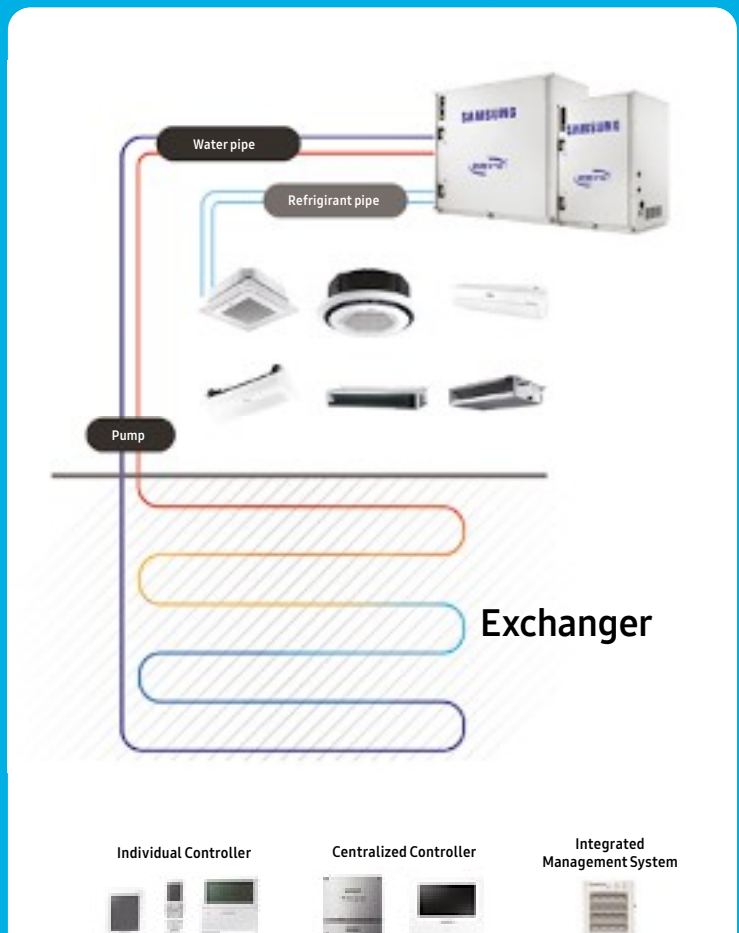 SAMSUNG
SAMSUNG
Water pipe
Refrigirant pipe
Pump
Exchanger
Individual Controller
Centralized Controller
Integrated
Management System